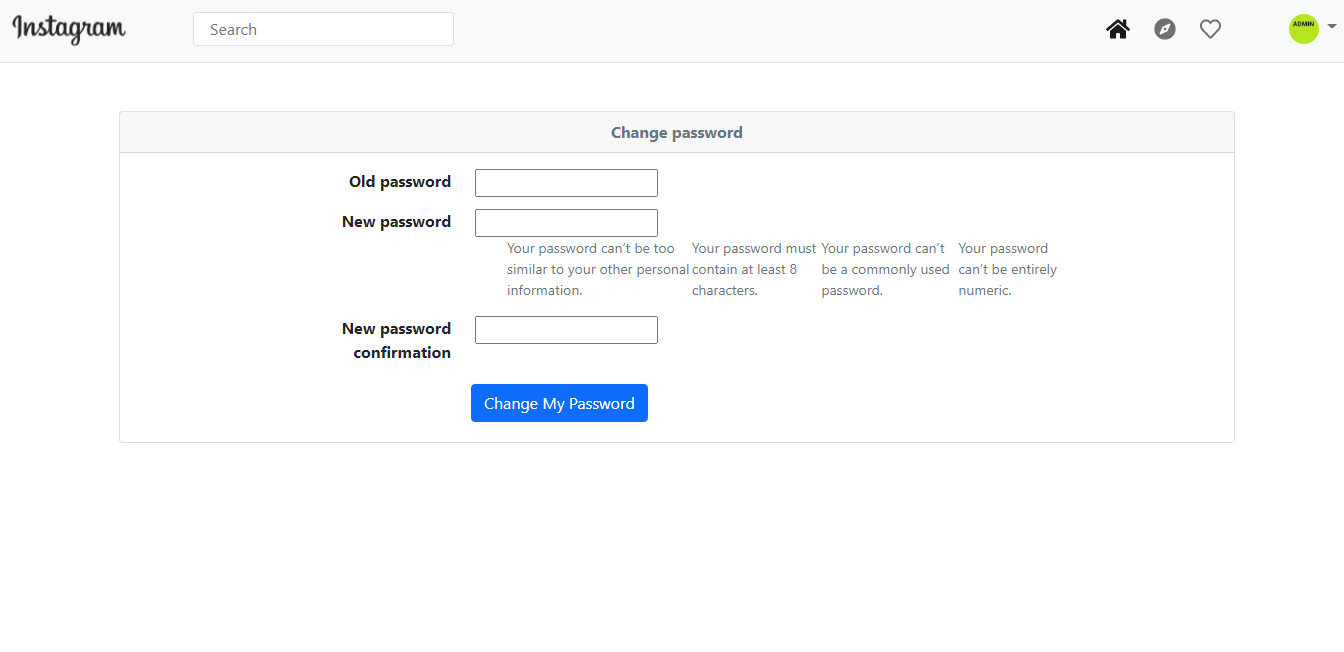 Instagram
Search
ADMIN
Change password
Old password
New password
Your password can’t be too
similar to your other personal
information.
Your password must
contain at least 8
characters.
Your password can’t
be a commonly used
password.
Your password
can’t be entirely
numeric.
New password
confirmation
Change My Password